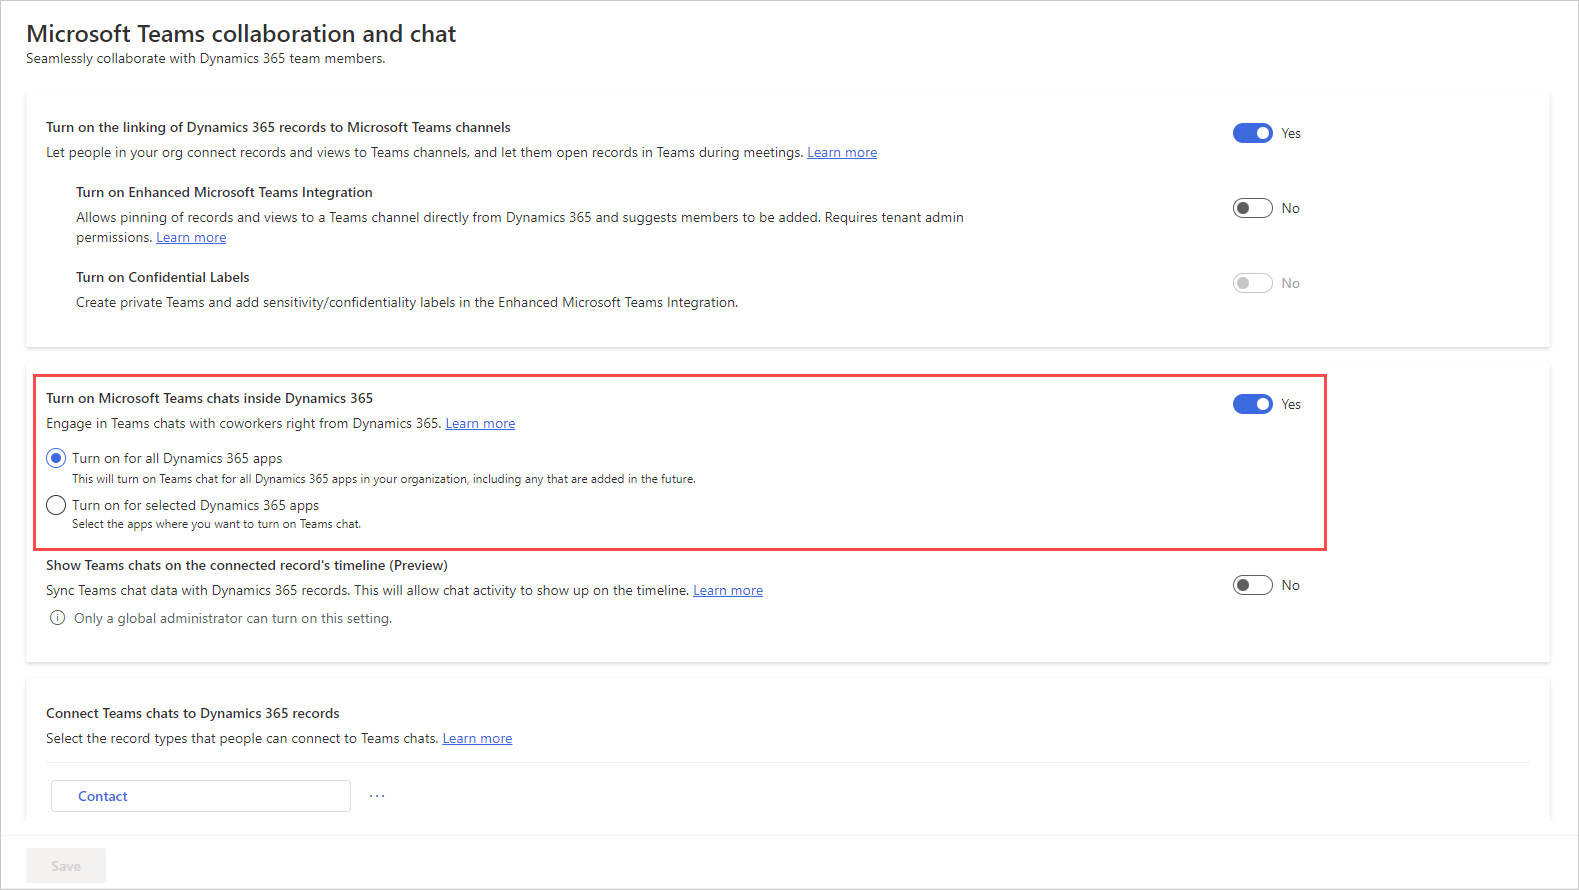 Microsoft Teams collaboration and chat
Seamlessly collaborate with Dynamics 365 team members.
Turn on the linking of Dynamics 365 records to Microsoft Teams channels
Yes
Let people in your org connect records and views to Teams channels, and let them open records in Teams during meetings. Learn more
Turn on Enhanced Microsoft Teams Integration
No
Allows pinning of records and views to a Teams channel directly from Dynamics 365 and suggests members to be added. Requires tenant admin
permissions. Learn more
Turn on Confidential Labels
No
Create private Teams and add sensitivity/confidentiality labels in the Enhanced Microsoft Teams Integration.
Turn on Microsoft Teams chats inside Dynamics 365
Yes
Engage in Teams chats with coworkers right from Dynamics 365. Learn more
Turn on for all Dynamics 365 apps
This will turn on Teams chat for all Dynamics 365 apps in your organization, including any that are added in the future.
Turn on for selected Dynamics 365 apps
Select the apps where you want to turn on Teams chat.
Show Teams chats on the connected record's timeline (Preview)
No
Sync Teams chat data with Dynamics 365 records. This will allow chat activity to show up on the timeline. Learn more
Only a global administrator can turn on this setting.
Connect Teams chats to Dynamics 365 records
Select the record types that people can connect to Teams chats. Learn more
Contact
Save